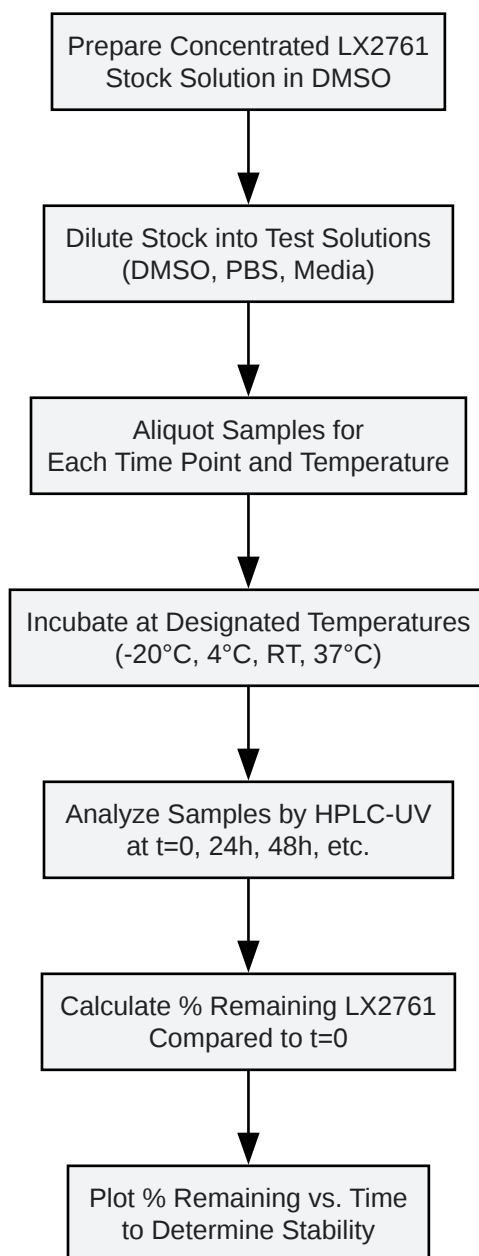 Prepare Concentrated LX2761
Stock Solution in DMSO
Dilute Stock into Test Solutions
(DMSO, PBS, Media)
Aliquot Samples for
Each Time Point and Temperature
Incubate at Designated Temperatures
(-20°C, 4°C, RT, 37°C)
Analyze Samples by HPLC-UV
at t=0, 24h, 48h, etc.
Calculate % Remaining LX2761
Compared to t=0
Plot % Remaining vs. Time
to Determine Stability